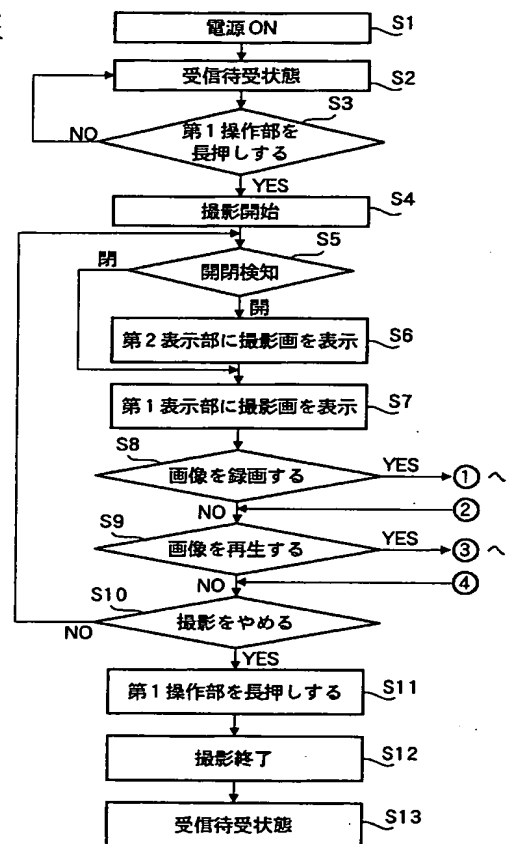 電源ON
S1
受信待受状態
S2
S3
第1操作部を
長押しする
NO
YES
撮影開始
S4
S5
閉
開閉検知
開
第2表示部に撮影画を表示
S6
第1表示部に撮影画を表示
S7
S8
画像を録画する
YES
①へ
NO
②
S9
画像を再生する
YES
③へ
NO
④
S10
撮影をやめる
NO
YES
第1操作部を長押しする
S11
撮影終了
S12
受信待受状態
S13